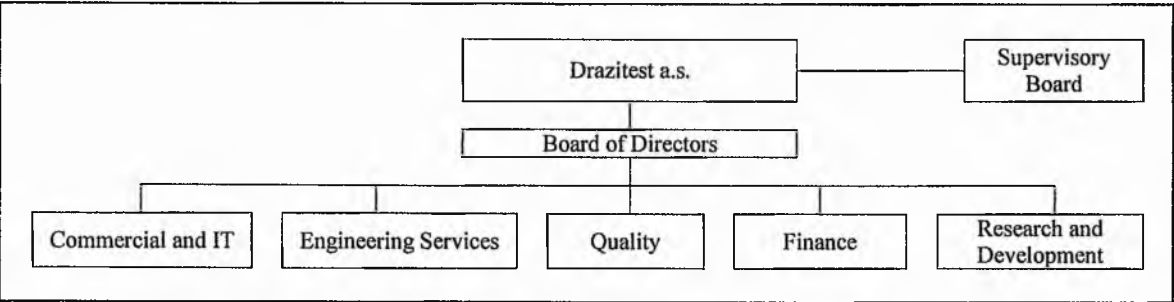 Drazitest a.s.
Supervisory
Board
Board of Directors
Commercial and IT
Engineering Services
Quality
Finance
Research and
Development